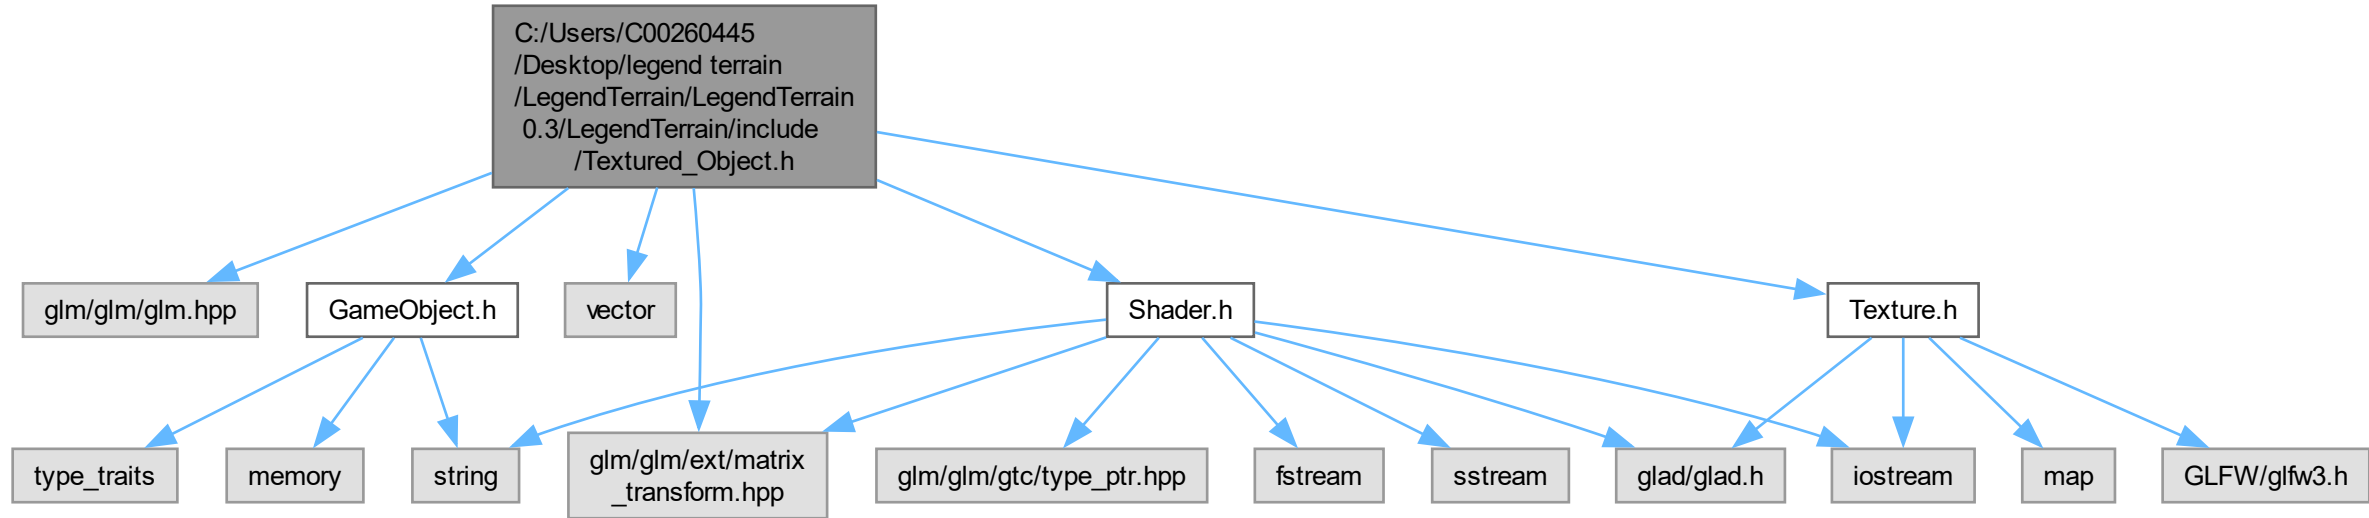 C:/Users/C00260445
/Desktop/legend terrain
/LegendTerrain/LegendTerrain
0.3/LegendTerrain/include
/Textured_Object.h
glm/glm/glm.hpp
GameObject.h
vector
Shader.h
Texture.h
type_traits
memory
string
glm/glm/ext/matrix
_transform.hpp
glm/glm/gtc/type_ptr.hpp
fstream
sstream
glad/glad.h
iostream
map
GLFW/glfw3.h